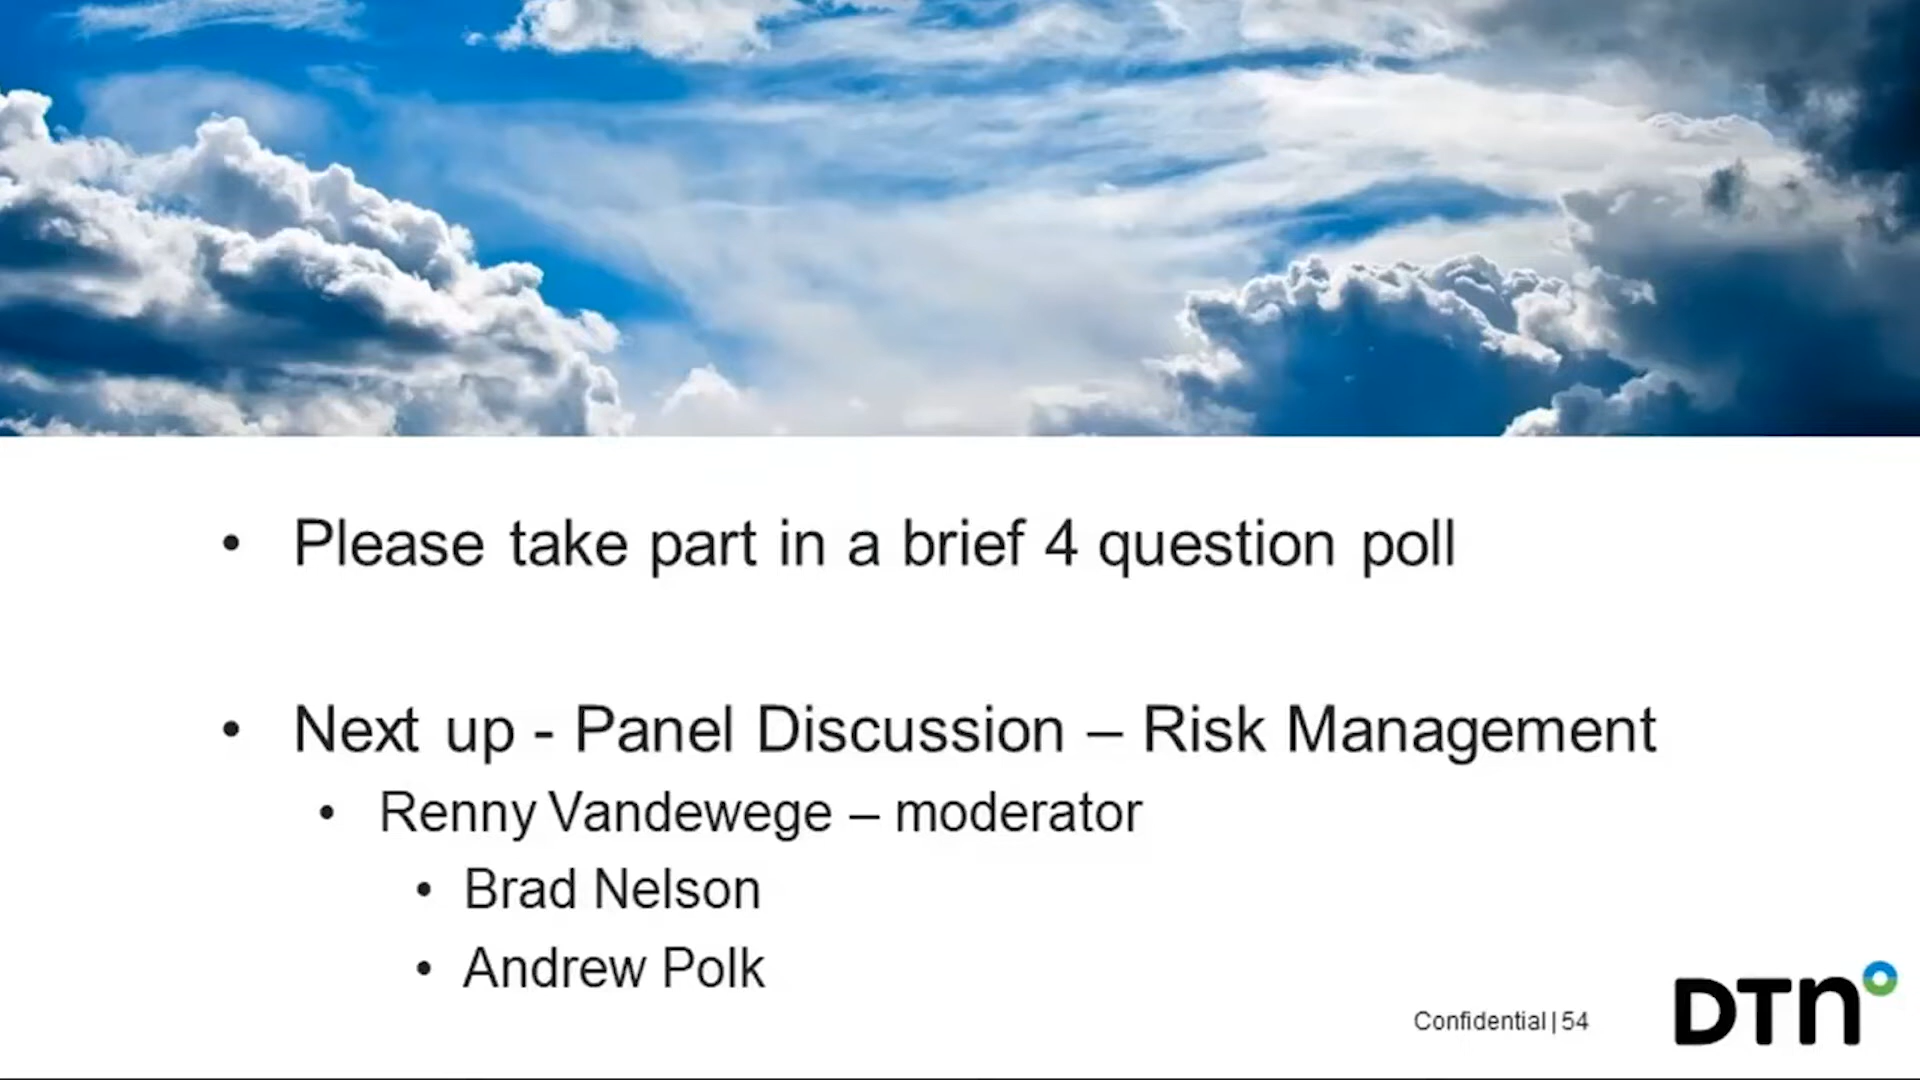 • Please take part in a brief 4 question poll
• Next up - Panel Discussion – Risk Management
• Renny Vandewege – moderator
• Brad Nelson
• Andrew Polk
Confidential | 54
DTN